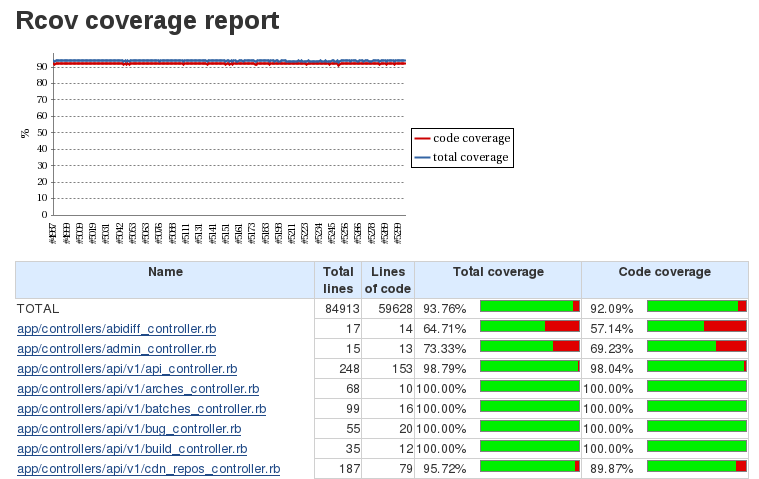 Rcov coverage report
90
80
70
60
50
40
30
20
10
0
%
code coverage
total coverage
Name Total lines Lines of code Total coverage Code coverage
TOTAL 84913 59628 93.76% 92.09%
app/controllers/abidiff_controller.rb 17 14 64.71% 57.14%
app/controllers/admin_controller.rb 15 13 73.33% 69.23%
app/controllers/api/v1/api_controller.rb 248 153 98.79% 98.04%
app/controllers/api/v1/arches_controller.rb 68 10 100.00% 100.00%
app/controllers/api/v1/batches_controller.rb 99 16 100.00% 100.00%
app/controllers/api/v1/bug_controller.rb 55 20 100.00% 100.00%
app/controllers/api/v1/build_controller.rb 35 12 100.00% 100.00%
app/controllers/api/v1/cdn_repos_controller.rb 187 79 95.72% 89.87%